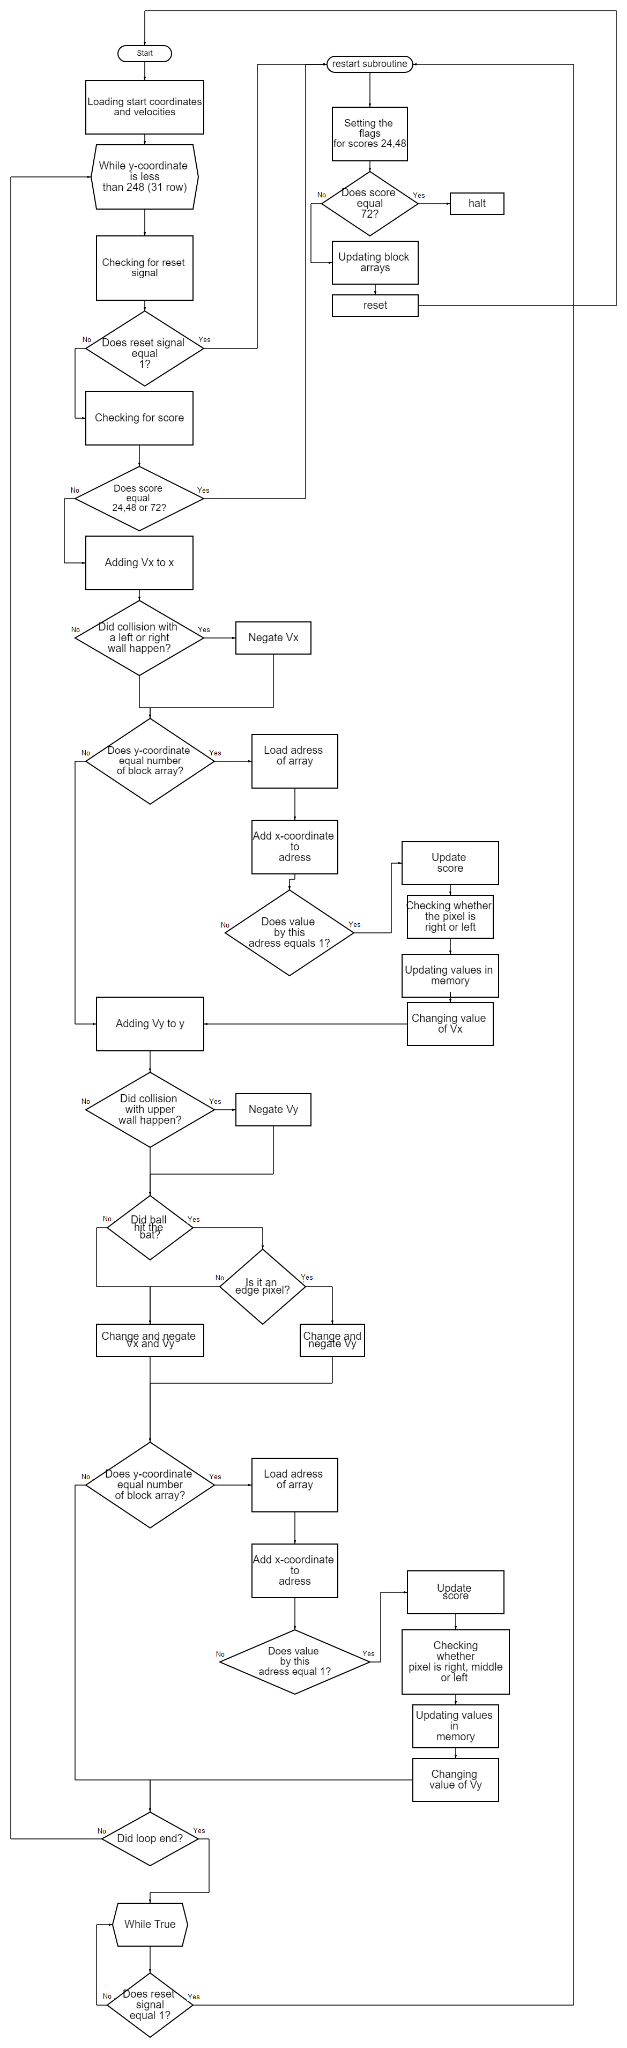 Start
Loading start coordinates
and velocities
While y-coordinate
is less
than 248 (31 row)
Checking for reset
signal
Does reset signal
equal
1?
No
Yes
Checking for score
Does score
equal
24,48 or 72?
No
Yes
restart subroutine
Setting the
flags
for scores 24,48
Does score
equal
72?
No
Yes
halt
Updating block
arrays
reset
Adding Vx to x
Did collision with
a left or right
wall happen?
No
Yes
Negate Vx
Does y-coordinate
equal number
of block array?
No
Yes
Load adress
of array
Add x-coordinate
to
adress
Does value
by this
adress equals 1?
No
Yes
Update
score
Checking whether
the pixel is
right or left
Updating values in
memory
Changing value
of Vx
Adding Vy to y
Did collision
with upper
wall happen?
No
Yes
Negate Vy
Did ball
hit the
bat?
No
Yes
Is it an
edge pixel?
No
Yes
Change and negate
Vx and Vy
Change and
negate Vy
Does y-coordinate
equal number
of block array?
No
Yes
Load adress
of array
Add x-coordinate
to
adress
Does value
by this
adress equal 1?
No
Yes
Update
score
Checking
whether
pixel is right, middle
or left
Updating values
in
memory
Changing
value of Vy
Did loop end?
No
Yes
While True
Does reset
signal
equal 1?
No
Yes